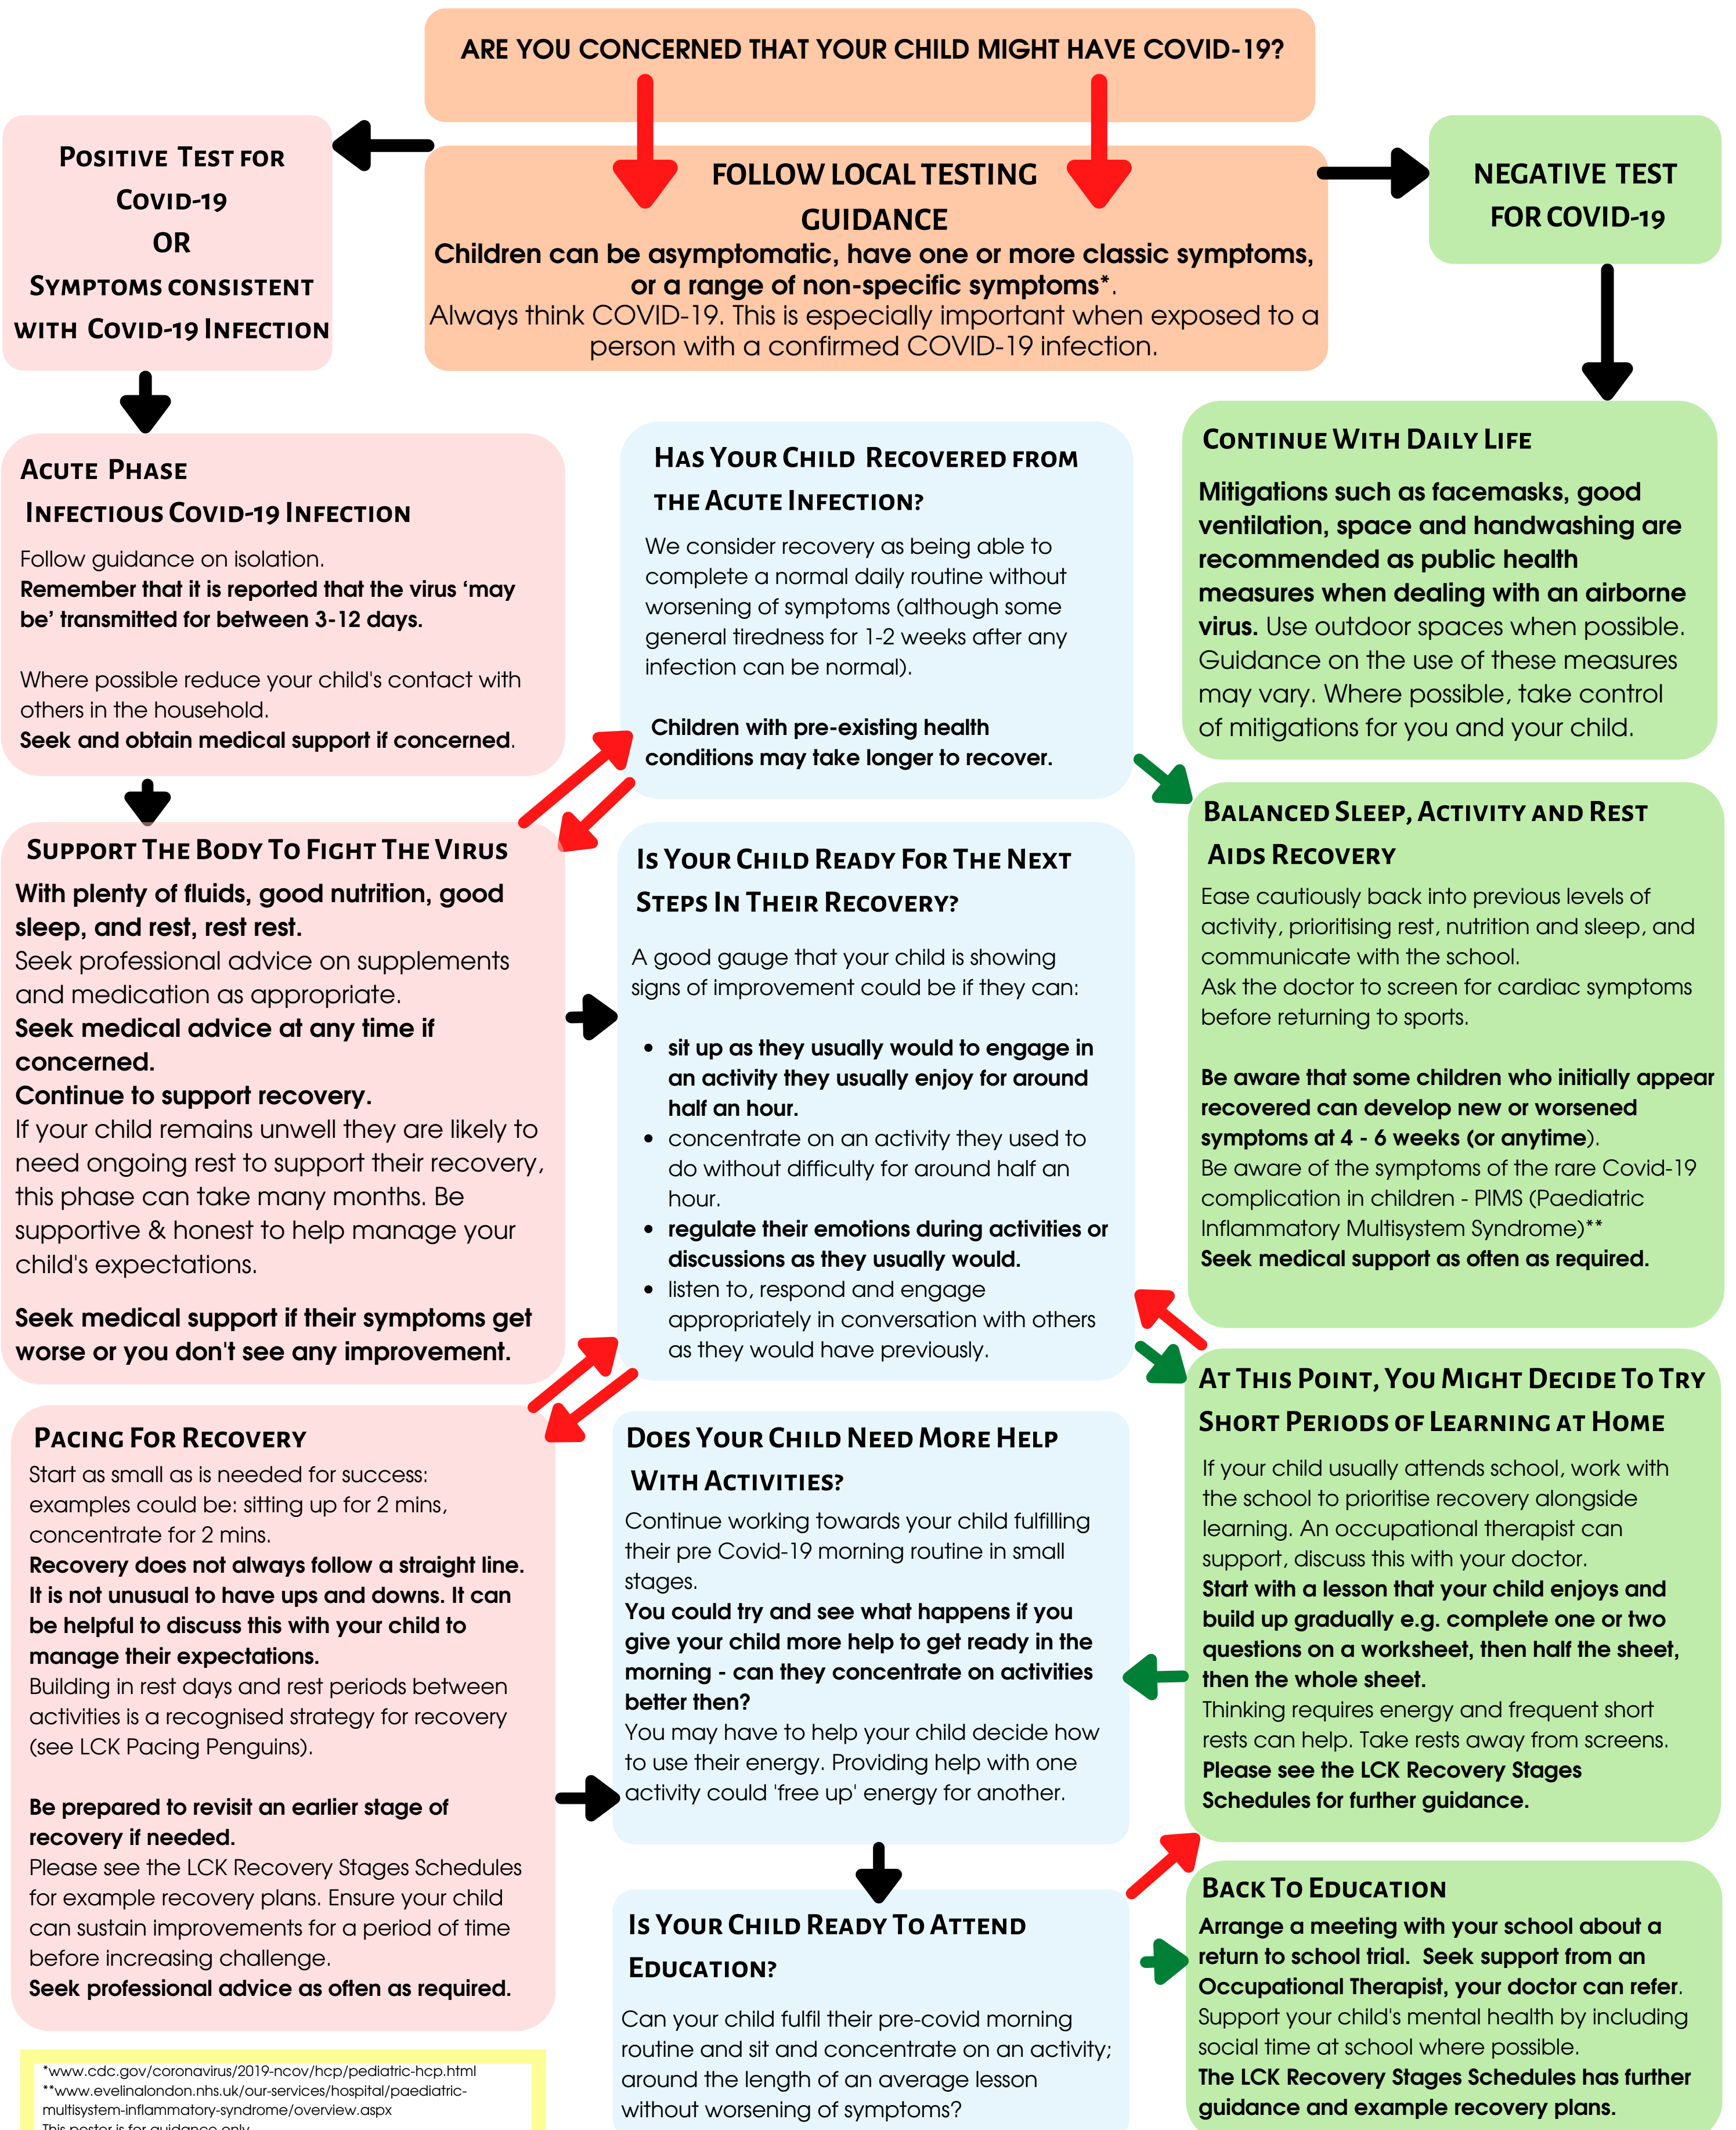 ARE YOU CONCERNED THAT YOUR CHILD MIGHT HAVE COVID-19?
POSITIVE TEST FOR
COVID-19
OR
SYMPTOMS CONSISTENT
WITH COVID-19 INFECTION
FOLLOW LOCAL TESTING
GUIDANCE
Children can be asymptomatic, have one or more classic symptoms,
or a range of non-specific symptoms*.
Always think COVID-19. This is especially important when exposed to a
person with a confirmed COVID-19 infection.
NEGATIVE TEST
FOR COVID-19
ACUTE PHASE
INFECTIOUS COVID-19 INFECTION
Follow guidance on isolation.
Remember that it is reported that the virus ‘may
be’ transmitted for between 3-12 days.
Where possible reduce your child's contact with
others in the household.
Seek and obtain medical support if concerned.
HAS YOUR CHILD RECOVERED FROM
THE ACUTE INFECTION?
We consider recovery as being able to
complete a normal daily routine without
worsening of symptoms (although some
general tiredness for 1-2 weeks after any
infection can be normal).
Children with pre-existing health
conditions may take longer to recover.
CONTINUE WITH DAILY LIFE
Mitigations such as facemasks, good
ventilation, space and handwashing are
recommended as public health
measures when dealing with an airborne
virus. Use outdoor spaces when possible.
Guidance on the use of these measures
may vary. Where possible, take control
of mitigations for you and your child.
SUPPORT THE BODY TO FIGHT THE VIRUS
With plenty of fluids, good nutrition, good
sleep, and rest, rest rest.
Seek professional advice on supplements
and medication as appropriate.
Seek medical advice at any time if
concerned.
Continue to support recovery.
If your child remains unwell they are likely to
need ongoing rest to support their recovery,
this phase can take many months. Be
supportive & honest to help manage your
child's expectations.
Seek medical support if their symptoms get
worse or you don't see any improvement.
IS YOUR CHILD READY FOR THE NEXT
STEPS IN THEIR RECOVERY?
A good gauge that your child is showing
signs of improvement could be if they can:
• sit up as they usually would to engage in
an activity they usually enjoy for around
half an hour.
• concentrate on an activity they used to
do without difficulty for around half an
hour.
• regulate their emotions during activities or
discussions as they usually would.
• listen to, respond and engage
appropriately in conversation with others
as they would have previously.
BALANCED SLEEP, ACTIVITY AND REST
AIDS RECOVERY
Ease cautiously back into previous levels of
activity, prioritising rest, nutrition and sleep, and
communicate with the school.
Ask the doctor to screen for cardiac symptoms
before returning to sports.
Be aware that some children who initially appear
recovered can develop new or worsened
symptoms at 4 - 6 weeks (or anytime).
Be aware of the symptoms of the rare Covid-19
complication in children - PIMS (Paediatric
Inflammatory Multisystem Syndrome)**
Seek medical support as often as required.
PACING FOR RECOVERY
Start as small as is needed for success:
examples could be: sitting up for 2 mins,
concentrate for 2 mins.
Recovery does not always follow a straight line.
It is not unusual to have ups and downs. It can
be helpful to discuss this with your child to
manage their expectations.
Building in rest days and rest periods between
activities is a recognised strategy for recovery
(see LCK Pacing Penguins).
Be prepared to revisit an earlier stage of
recovery if needed.
Please see the LCK Recovery Stages Schedules
for example recovery plans. Ensure your child
can sustain improvements for a period of time
before increasing challenge.
Seek professional advice as often as required.
DOES YOUR CHILD NEED MORE HELP
WITH ACTIVITIES?
Continue working towards your child fulfilling
their pre Covid-19 morning routine in small
stages.
You could try and see what happens if you
give your child more help to get ready in the
morning - can they concentrate on activities
better then?
You may have to help your child decide how
to use their energy. Providing help with one
activity could 'free up' energy for another.
AT THIS POINT, YOU MIGHT DECIDE TO TRY
SHORT PERIODS OF LEARNING AT HOME
If your child usually attends school, work with
the school to prioritise recovery alongside
learning. An occupational therapist can
support, discuss this with your doctor.
Start with a lesson that your child enjoys and
build up gradually e.g. complete one or two
questions on a worksheet, then half the sheet,
then the whole sheet.
Thinking requires energy and frequent short
rests can help. Take rests away from screens.
Please see the LCK Recovery Stages
Schedules for further guidance.
IS YOUR CHILD READY TO ATTEND
EDUCATION?
Can your child fulfil their pre-covid morning
routine and sit and concentrate on an activity;
around the length of an average lesson
without worsening of symptoms?
BACK TO EDUCATION
Arrange a meeting with your school about a
return to school trial. Seek support from an
Occupational Therapist, your doctor can refer.
Support your child's mental health by including
social time at school where possible.
The LCK Recovery Stages Schedules has further
guidance and example recovery plans.
*www.cdc.gov/coronavirus/2019-ncov/hcp/pediatric-hcp.html
**www.evelinalondon.nhs.uk/our-services/hospital/paediatric-
multisystem-inflammatory-syndrome/overview.aspx
This poster is for guidance only